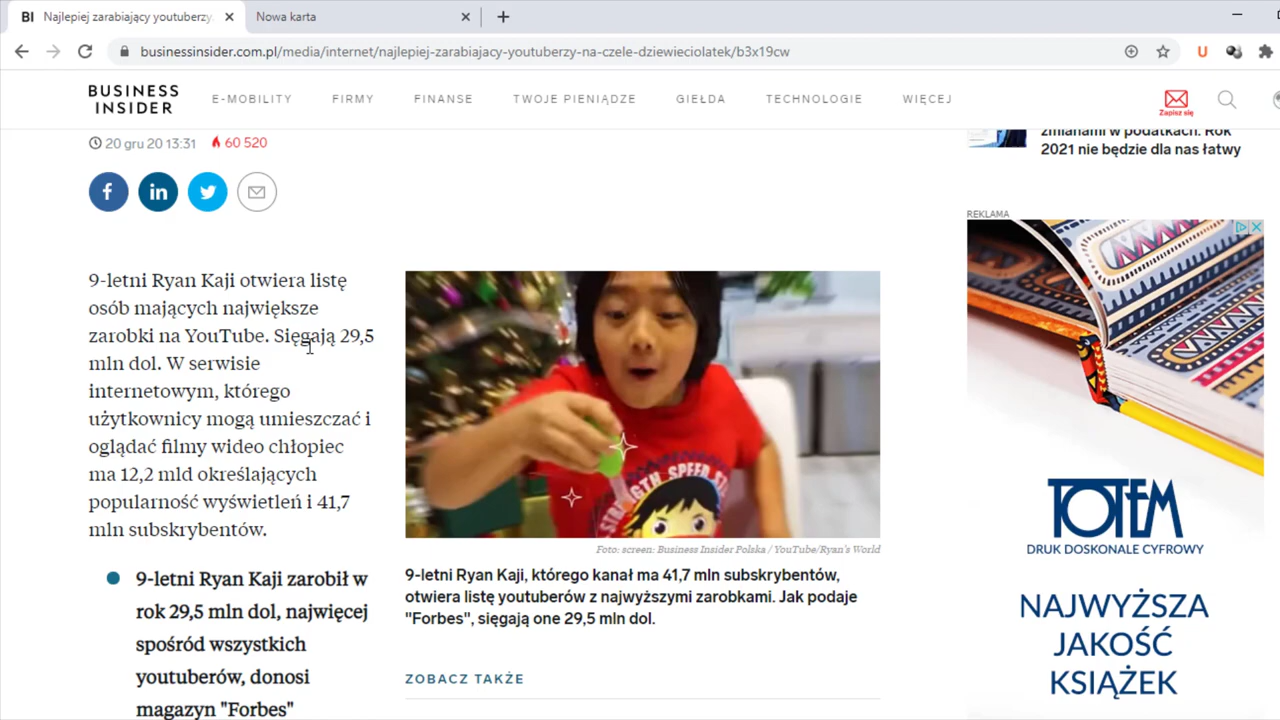 BI Najlepiej zarabiający youtuberzy
Nowa karta
businessinsider.com.pl/media/internet/najlepiej-zarabiajacy-youtuberzy-na-czele-dziewieciolatek/b3x19cw
BUSINESS
INSIDER
E-MOBILITY FIRMY FINANSE TWOJE PIENIĄDZE GIEŁDA TECHNOLOGIE WIĘCEJ
Zapisz się
20 gru 20 13:31 60 520
zmianami w podatkach. Rok
2021 nie będzie dla nas łatwy
REKLAMA
9-letni Ryan Kaji otwiera listę
osób mających największe
zarobki na YouTube. Sięgają 29,5
mln dol. W serwisie
internetowym, którego
użytkownicy mogą umieszczać i
oglądać filmy wideo chłopiec
ma 12,2 mld określających
popularność wyświetleń i 41,7
mln subskrybentów.
9-letni Ryan Kaji zarobił w
rok 29,5 mln dol, najwięcej
spośród wszystkich
youtuberów, donosi
magazyn "Forbes"
STRENGTH SPEED
Foto: screen: Business Insider Polska / YouTube/Ryan's World
9-letni Ryan Kaji, którego kanał ma 41,7 mln subskrybentów,
otwiera listę youtuberów z najwyższymi zarobkami. Jak podaje
"Forbes", sięgają one 29,5 mln dol.
ZOBACZ TAKŻE
TOTEM
DRUK DOSKONALE CYFROWY
NAJWYŻSZA
JAKOŚĆ
KSIĄŻEK